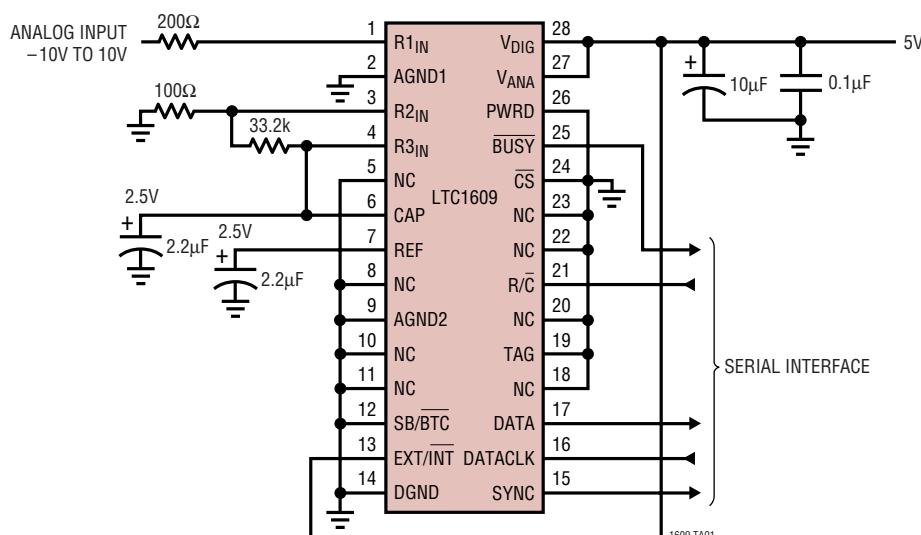 ANALOG INPUT
–10V TO 10V
200Ω
100Ω
33.2k
2.5V
+
2.2µF
2.5V
+
2.2µF
1
R1IN
2
AGND1
3
R2IN
4
R3IN
5
NC
6
CAP
7
REF
8
NC
9
AGND2
10
NC
11
NC
12
SB/BTC
13
EXT/INT
14
DGND
LTC1609
28
VDIG
27
VANA
26
PWRD
25
BUSY
24
CS
23
NC
22
NC
21
R/C
20
NC
19
TAG
18
NC
17
DATA
16
DATACLK
15
SYNC
5V
+
10µF
0.1µF
SERIAL INTERFACE
1609 TA01